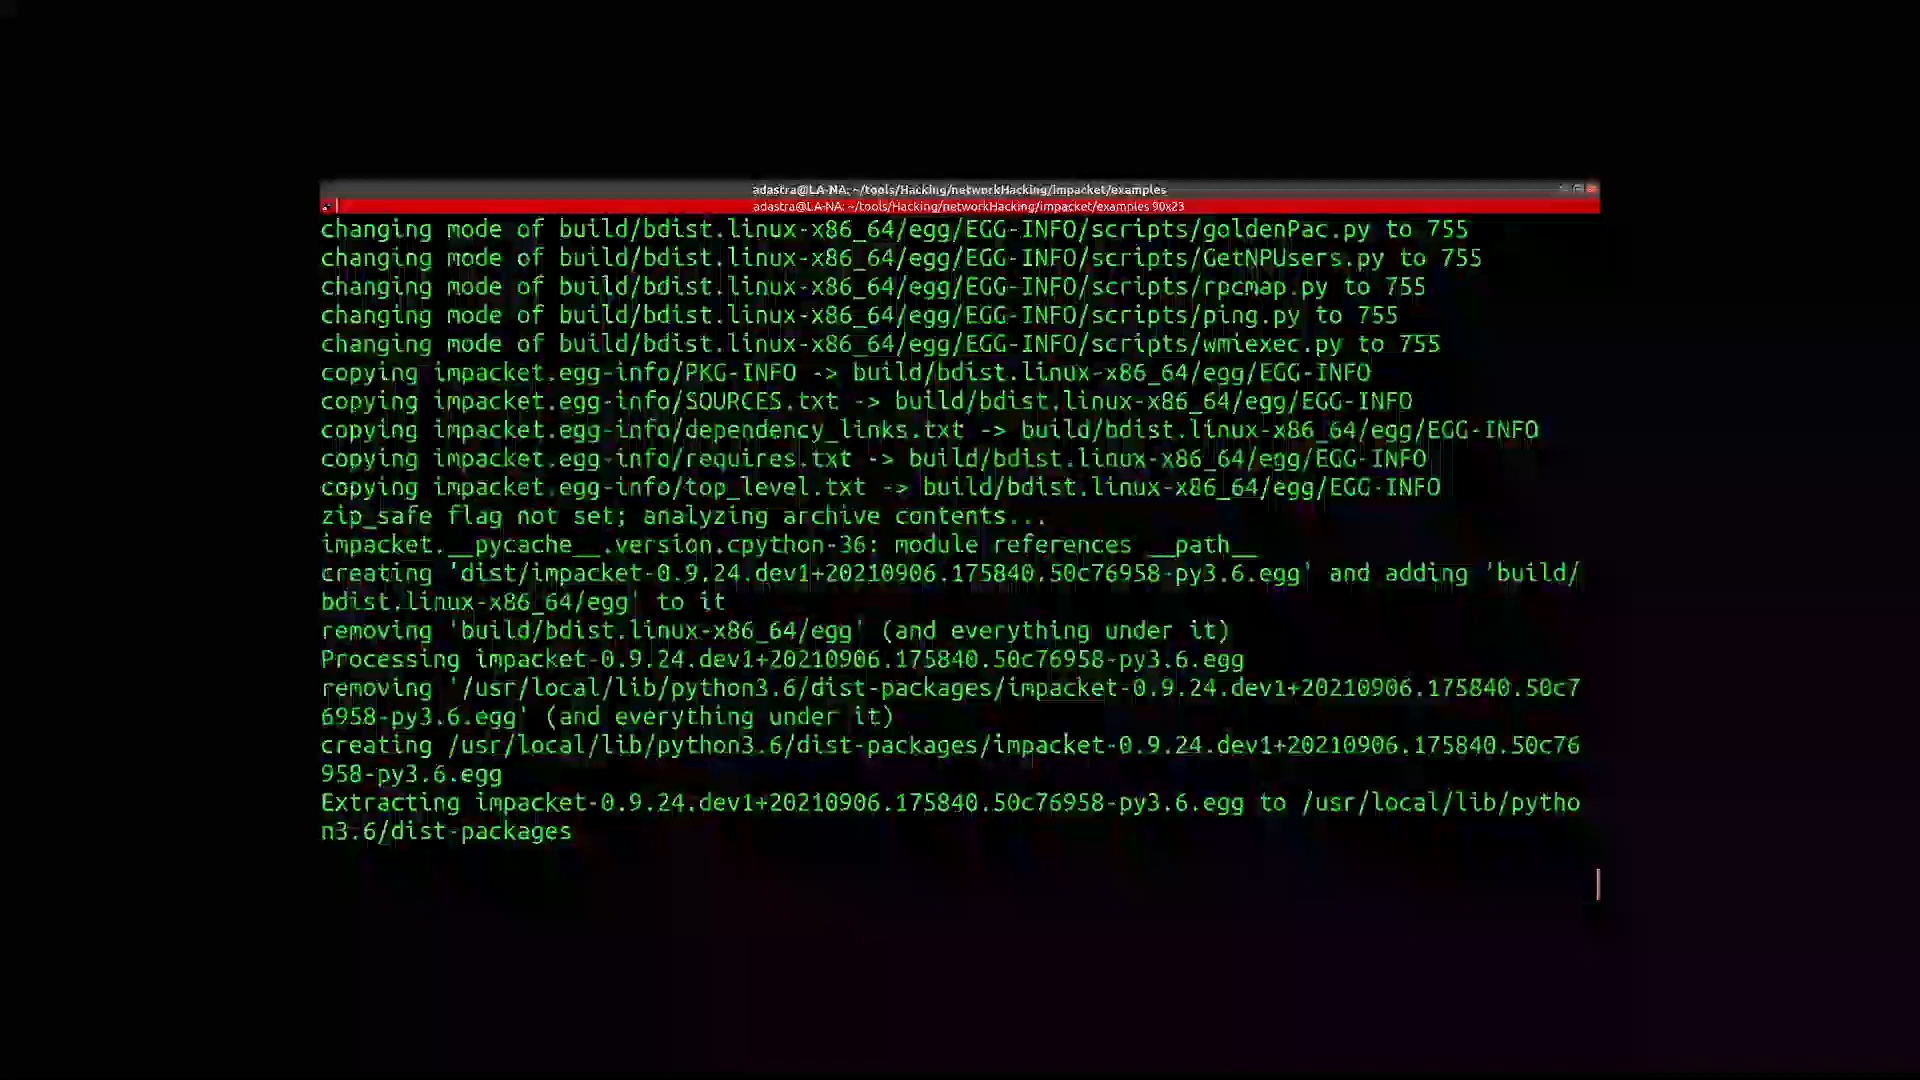 adastra@LA-NA: ~/tools/Hacking/networkHacking/impacket/examples
adastra@LA-NA: ~/tools/Hacking/networkHacking/impacket/examples 90x23
changing mode of build/bdist.linux-x86_64/egg/EGG-INFO/scripts/goldenPac.py to 755
changing mode of build/bdist.linux-x86_64/egg/EGG-INFO/scripts/GetNPUsers.py to 755
changing mode of build/bdist.linux-x86_64/egg/EGG-INFO/scripts/rpcmap.py to 755
changing mode of build/bdist.linux-x86_64/egg/EGG-INFO/scripts/ping.py to 755
changing mode of build/bdist.linux-x86_64/egg/EGG-INFO/scripts/wmiexec.py to 755
copying impacket.egg-info/PKG-INFO -> build/bdist.linux-x86_64/egg/EGG-INFO
copying impacket.egg-info/SOURCES.txt -> build/bdist.linux-x86_64/egg/EGG-INFO
copying impacket.egg-info/dependency_links.txt -> build/bdist.linux-x86_64/egg/EGG-INFO
copying impacket.egg-info/requires.txt -> build/bdist.linux-x86_64/egg/EGG-INFO
copying impacket.egg-info/top_level.txt -> build/bdist.linux-x86_64/egg/EGG-INFO
zip_safe flag not set; analyzing archive contents...
impacket.__pycache__.version.cpython-36: module references __path__
creating 'dist/impacket-0.9.24.dev1+20210906.175840.50c76958-py3.6.egg' and adding 'build/
bdist.linux-x86_64/egg' to it
removing 'build/bdist.linux-x86_64/egg' (and everything under it)
Processing impacket-0.9.24.dev1+20210906.175840.50c76958-py3.6.egg
removing '/usr/local/lib/python3.6/dist-packages/impacket-0.9.24.dev1+20210906.175840.50c7
6958-py3.6.egg' (and everything under it)
creating /usr/local/lib/python3.6/dist-packages/impacket-0.9.24.dev1+20210906.175840.50c76
958-py3.6.egg
Extracting impacket-0.9.24.dev1+20210906.175840.50c76958-py3.6.egg to /usr/local/lib/pytho
n3.6/dist-packages